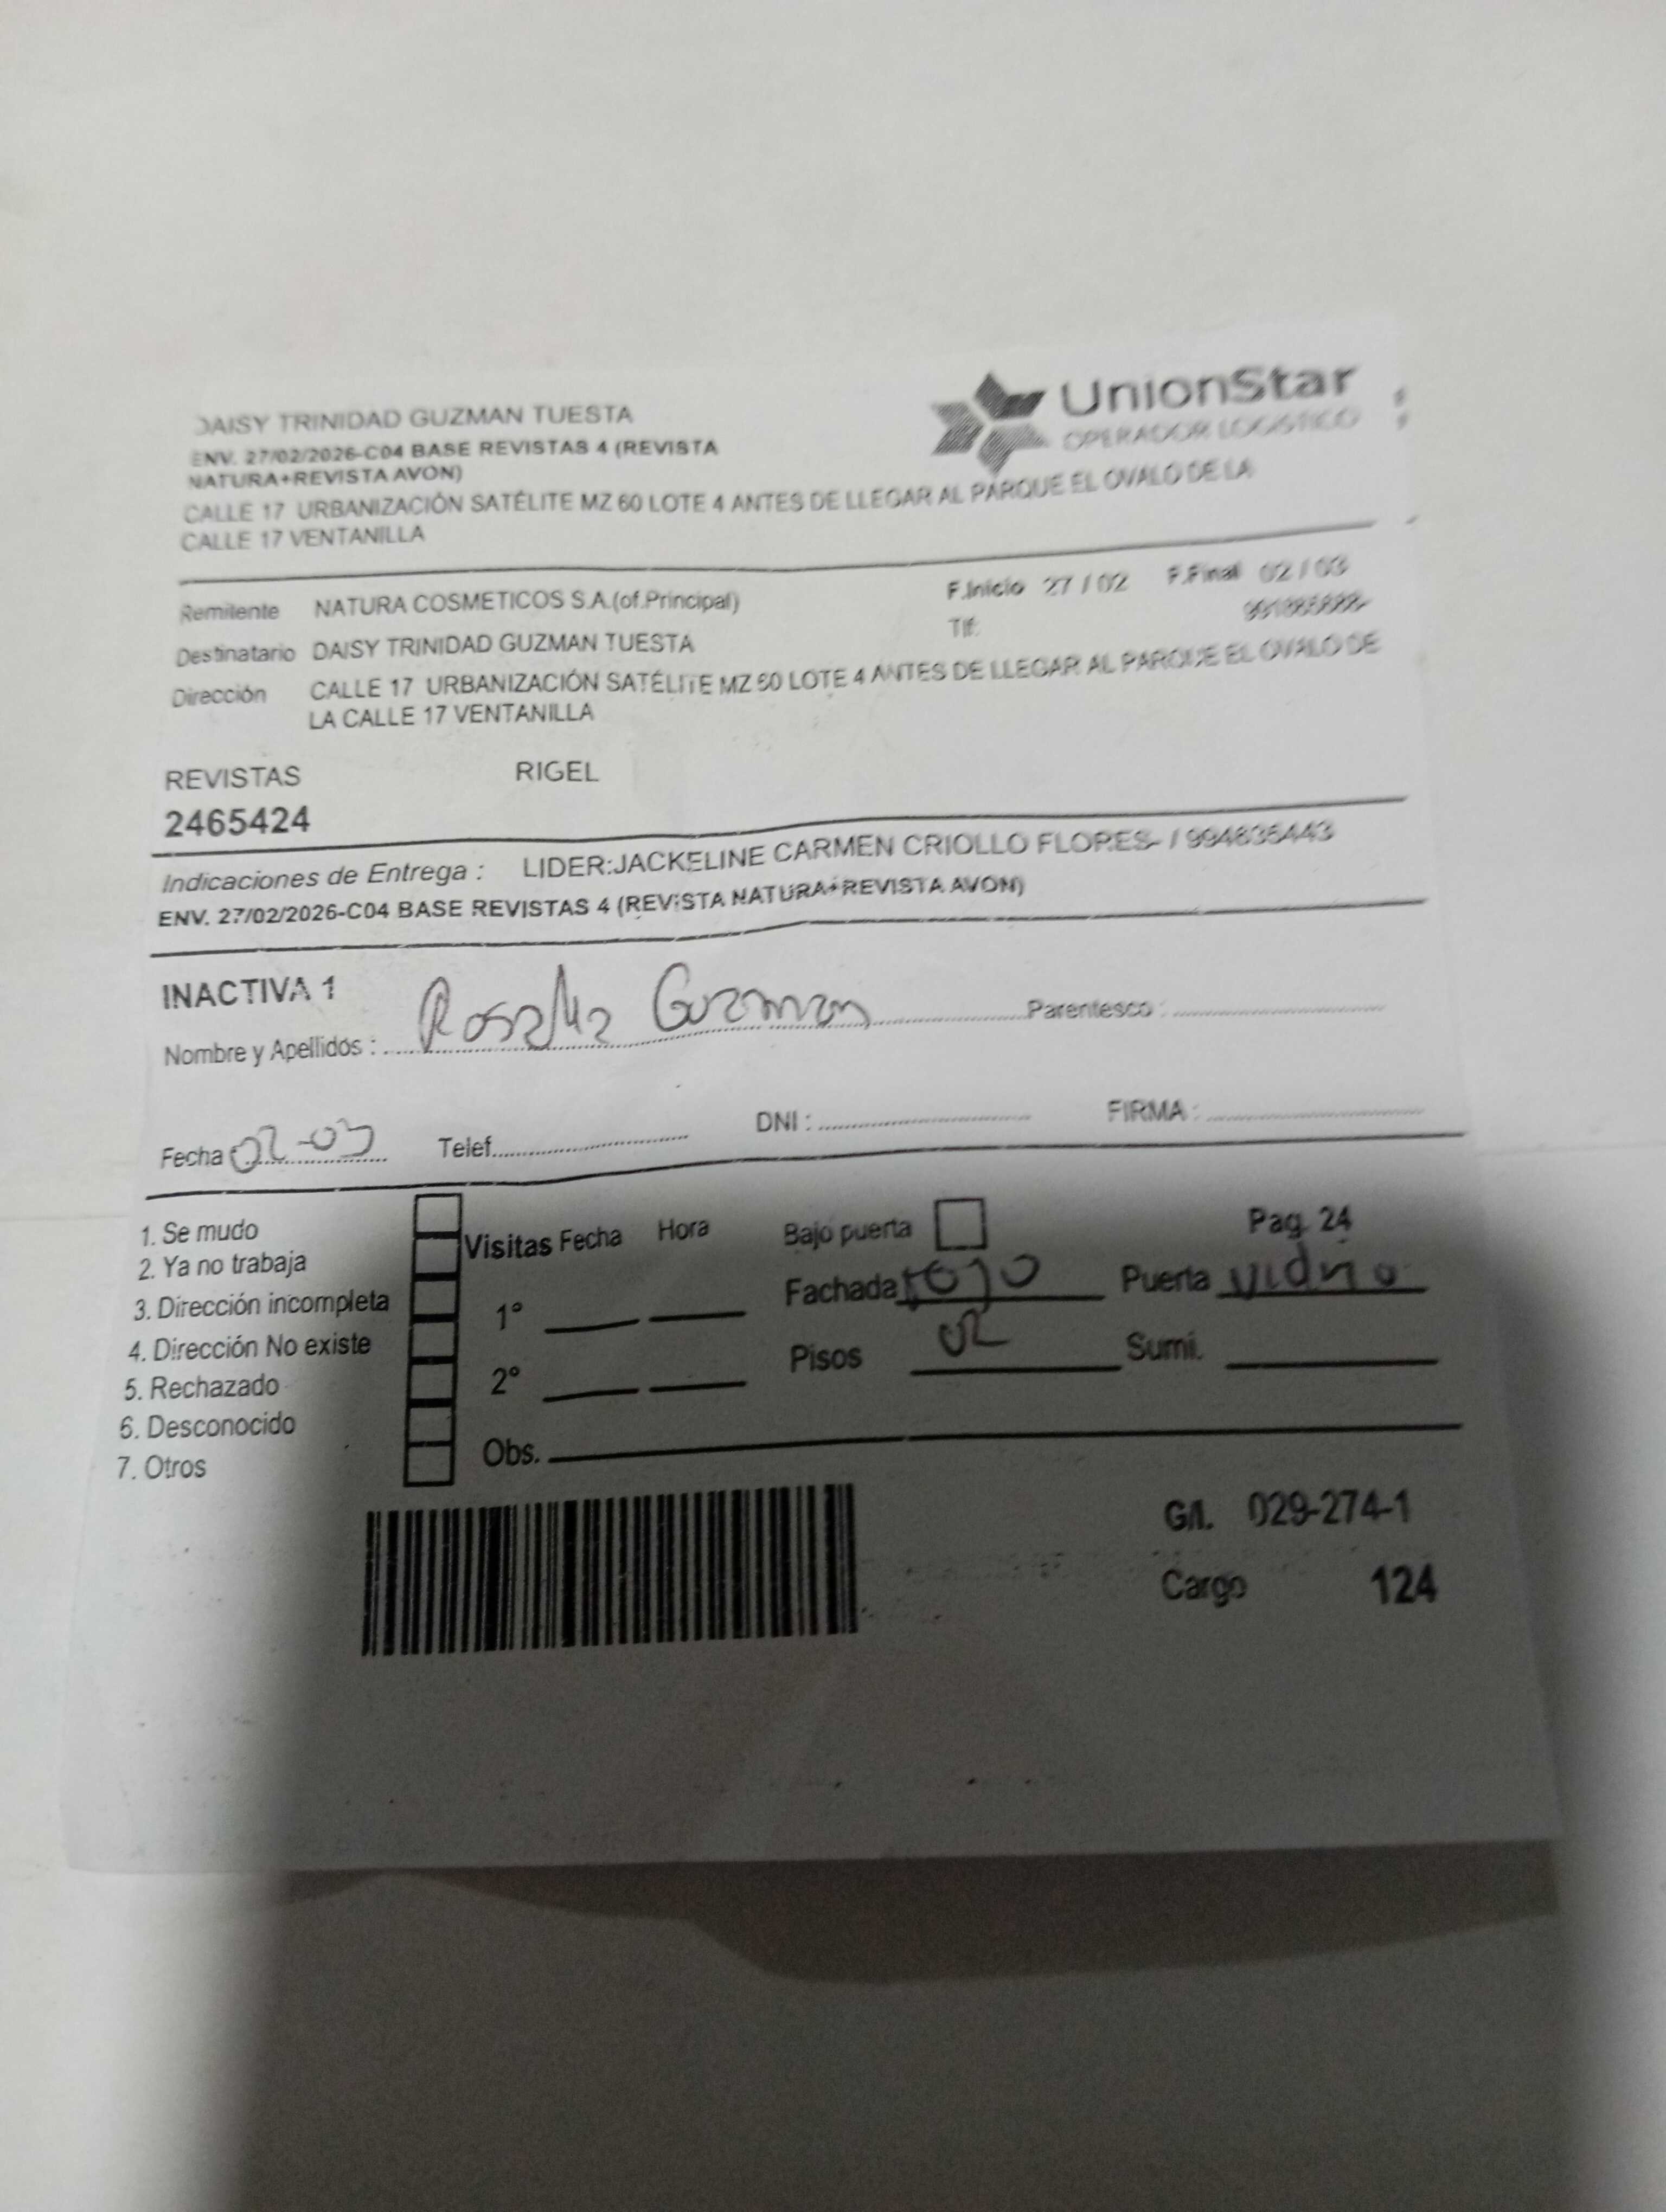 DAISY TRINIDAD GUZMAN TUESTA
ENV. 27/02/2026-C04 BASE REVISTAS 4 (REVISTA
NATURA+REVISTA AVON)
CALLE 17 URBANIZACIÓN SATÉLITE MZ 60 LOTE 4 ANTES DE LLEGAR AL PARQUE EL OVALO DE LA
CALLE 17 VENTANILLA
UnionStar
OPERADOR LOGISTICO
Remitente NATURA COSMETICOS S.A.(of.Principal)
F.Inicio 27 / 02 F.Final 02 / 03
Tlf:
Destinatario DAISY TRINIDAD GUZMAN TUESTA
Dirección CALLE 17 URBANIZACIÓN SATÉLITE MZ 60 LOTE 4 ANTES DE LLEGAR AL PARQUE EL OVALO DE
LA CALLE 17 VENTANILLA
REVISTAS RIGEL
2465424
Indicaciones de Entrega : LIDER:JACKELINE CARMEN CRIOLLO FLORES- / 994635443
ENV. 27/02/2026-C04 BASE REVISTAS 4 (REVISTA NATURA+REVISTA AVON)
INACTIVA 1
Nombre y Apellidos : Guzman Parentesco :
Fecha 02-03 Telef. DNI : FIRMA :
1. Se mudo
2. Ya no trabaja
3. Dirección incompleta
4. Dirección No existe
5. Rechazado
6. Desconocido
7. Otros
Visitas Fecha Hora
1°
2°
Bajo puerta Pag. 24
Fachada rojo Puerta vidrio
Pisos 02 Sumi.
Obs.
G/l. 029-274-1
Cargo 124